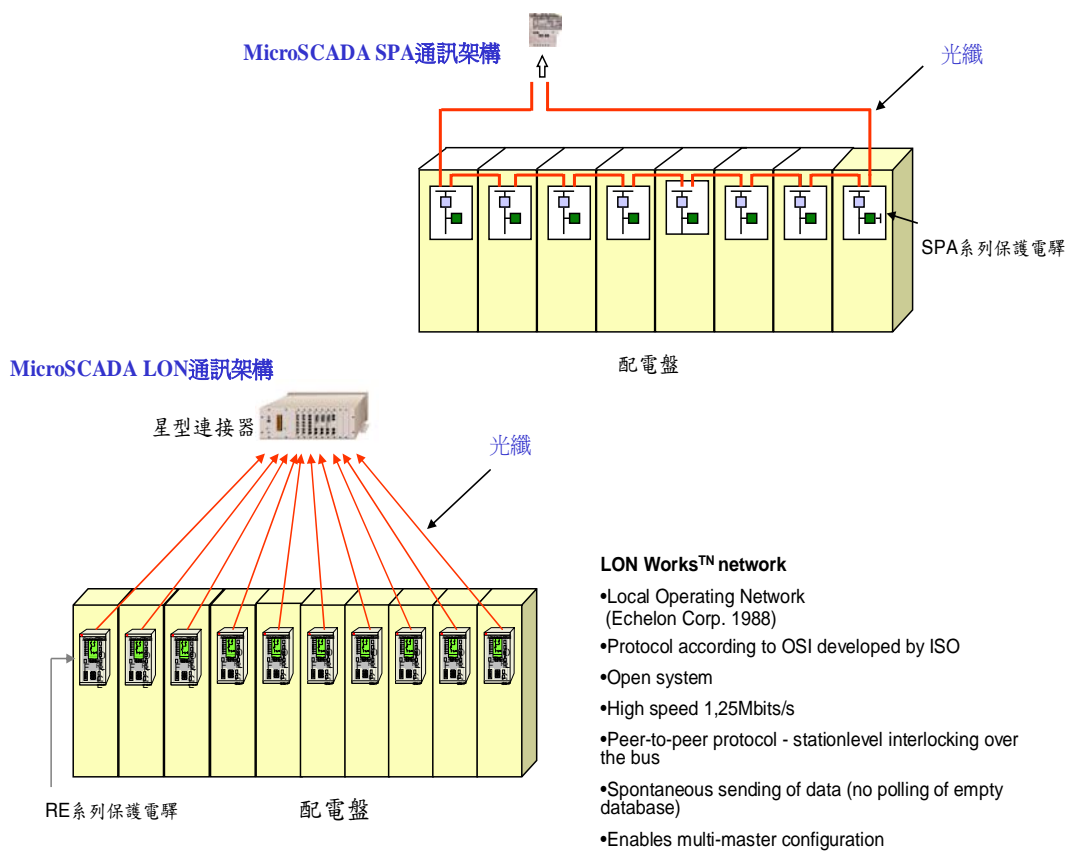 MicroSCADA SPA通訊架構
光纖
SPA系列保護電驛
配電盤
MicroSCADA LON通訊架構
星型連接器
光纖
RE系列保護電驛
配電盤
LON WorksTN network
•Local Operating Network
(Echelon Corp. 1988)
•Protocol according to OSI developed by ISO
•Open system
•High speed 1,25Mbits/s
•Peer-to-peer protocol - stationlevel interlocking over
the bus
•Spontaneous sending of data (no polling of empty
database)
•Enables multi-master configuration